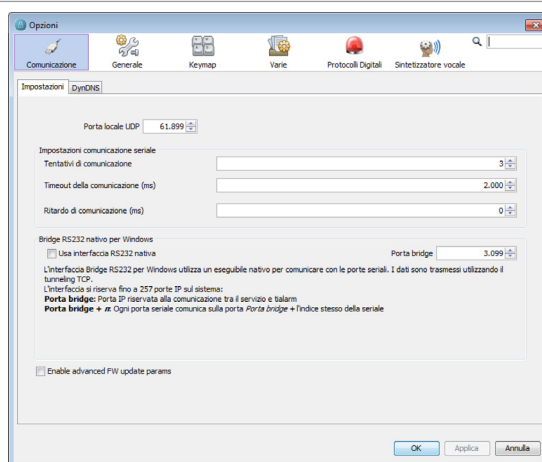 Opzioni
Comunicazione
Generale
Keymap
Varie
Protocolli Digitali
Sintetizzatore vocale
Impostazioni
DynDNS
Porta locale UDP 61.899
Impostazioni comunicazione seriale
Tentativi di comunicazione 3
Timeout della comunicazione (ms) 2.000
Ritardo di comunicazione (ms) 0
Bridge RS232 nativo per Windows
Usa interfaccia RS232 nativa
Porta bridge 3.099
L'interfaccia Bridge RS232 per Windows utilizza un eseguibile nativo per comunicare con le porte seriali. I dati sono trasmessi utilizzando il
tunneling TCP.
L'interfaccia si riserva fino a 257 porte IP sul sistema:
Porta bridge: Porta IP riservata alla comunicazione tra il servizio e tialarm
Porta bridge + n: Ogni porta seriale comunica sulla porta Porta bridge + l'indice stesso della seriale
Enable advanced FW update params
OK
Applica
Annulla